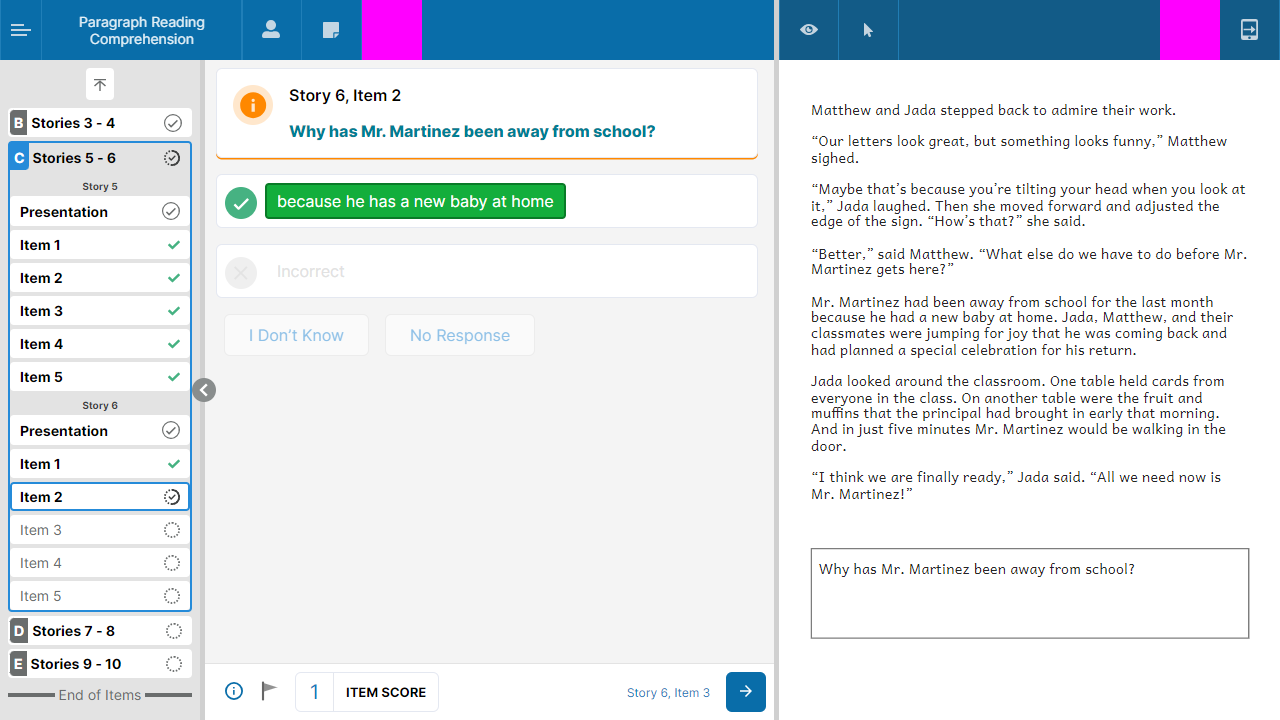 Paragraph Reading
Comprehension
B Stories 3 - 4
C Stories 5 - 6
Story 5
Presentation
Item 1
Item 2
Item 3
Item 4
Item 5
Story 6
Presentation
Item 1
Item 2
Item 3
Item 4
Item 5
D Stories 7 - 8
E Stories 9 - 10
End of Items
Story 6, Item 2
Why has Mr. Martinez been away from school?
because he has a new baby at home
Incorrect
I Don’t Know
No Response
1 ITEM SCORE
Story 6, Item 3
Matthew and Jada stepped back to admire their work.
“Our letters look great, but something looks funny,” Matthew
sighed.
“Maybe that’s because you’re tilting your head when you look at
it,” Jada laughed. Then she moved forward and adjusted the
edge of the sign. “How’s that?” she said.
“Better,” said Matthew. “What else do we have to do before Mr.
Martinez gets here?”
Mr. Martinez had been away from school for the last month
because he had a new baby at home. Jada, Matthew, and their
classmates were jumping for joy that he was coming back and
had planned a special celebration for his return.
Jada looked around the classroom. One table held cards from
everyone in the class. On another table were the fruit and
muffins that the principal had brought in early that morning.
And in just five minutes Mr. Martinez would be walking in the
door.
“I think we are finally ready,” Jada said. “All we need now is
Mr. Martinez!”
Why has Mr. Martinez been away from school?